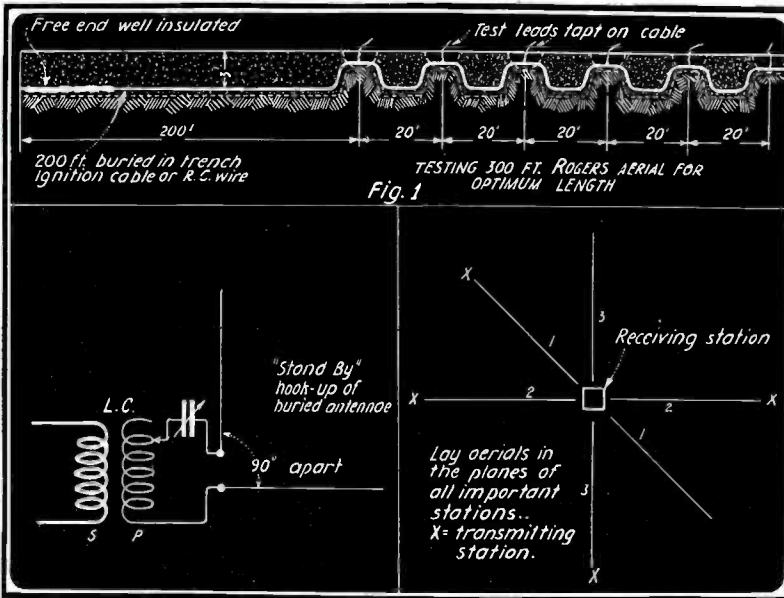 Free end well insulated
Test leads tapt on cable
200'
20'
20'
20'
20'
20'
200 ft. buried in trench
ignition cable or R.C. wire
TESTING 300 FT. ROGERS AERIAL FOR
OPTIMUM LENGTH
Fig. 1
"Stand By"
hook-up of
buried antennae
L.C.
90° apart
S
P
X
1
3
Receiving station
X
2
2
X
1
3
Lay aerials in
the planes of
all important
stations..
X= transmitting
station.
X